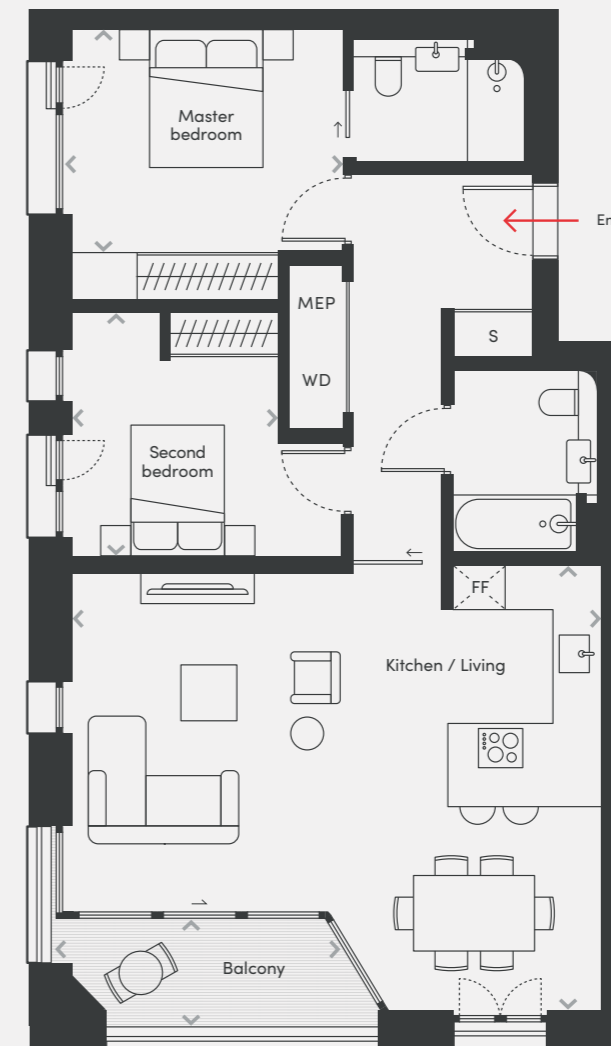 Master
bedroom
En
MEP
S
WD
Second
bedroom
FF
Kitchen / Living
Balcony